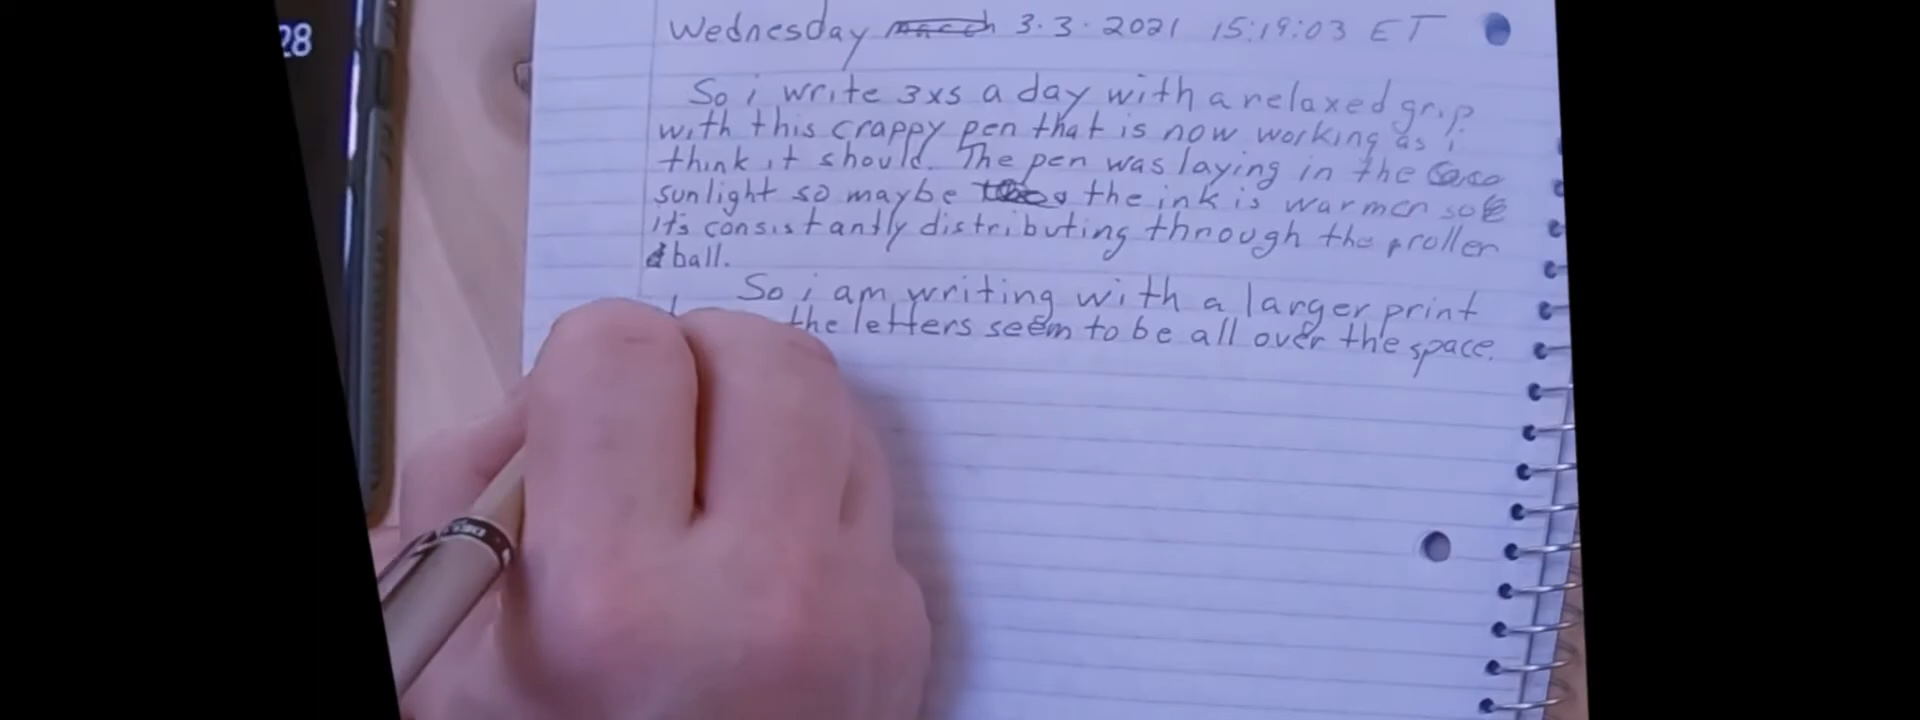 28
Wednesday 3.3.2021 15:19:03 ET
So i write 3xs a day with a relaxed grip
with this crappy pen that is now working as i
think it should. The pen was laying in the
sunlight so maybe the ink is warmer so
it's consistantly distributing through the roller
ball.
So i am writing with a larger print
the letters seem to be all over the space.